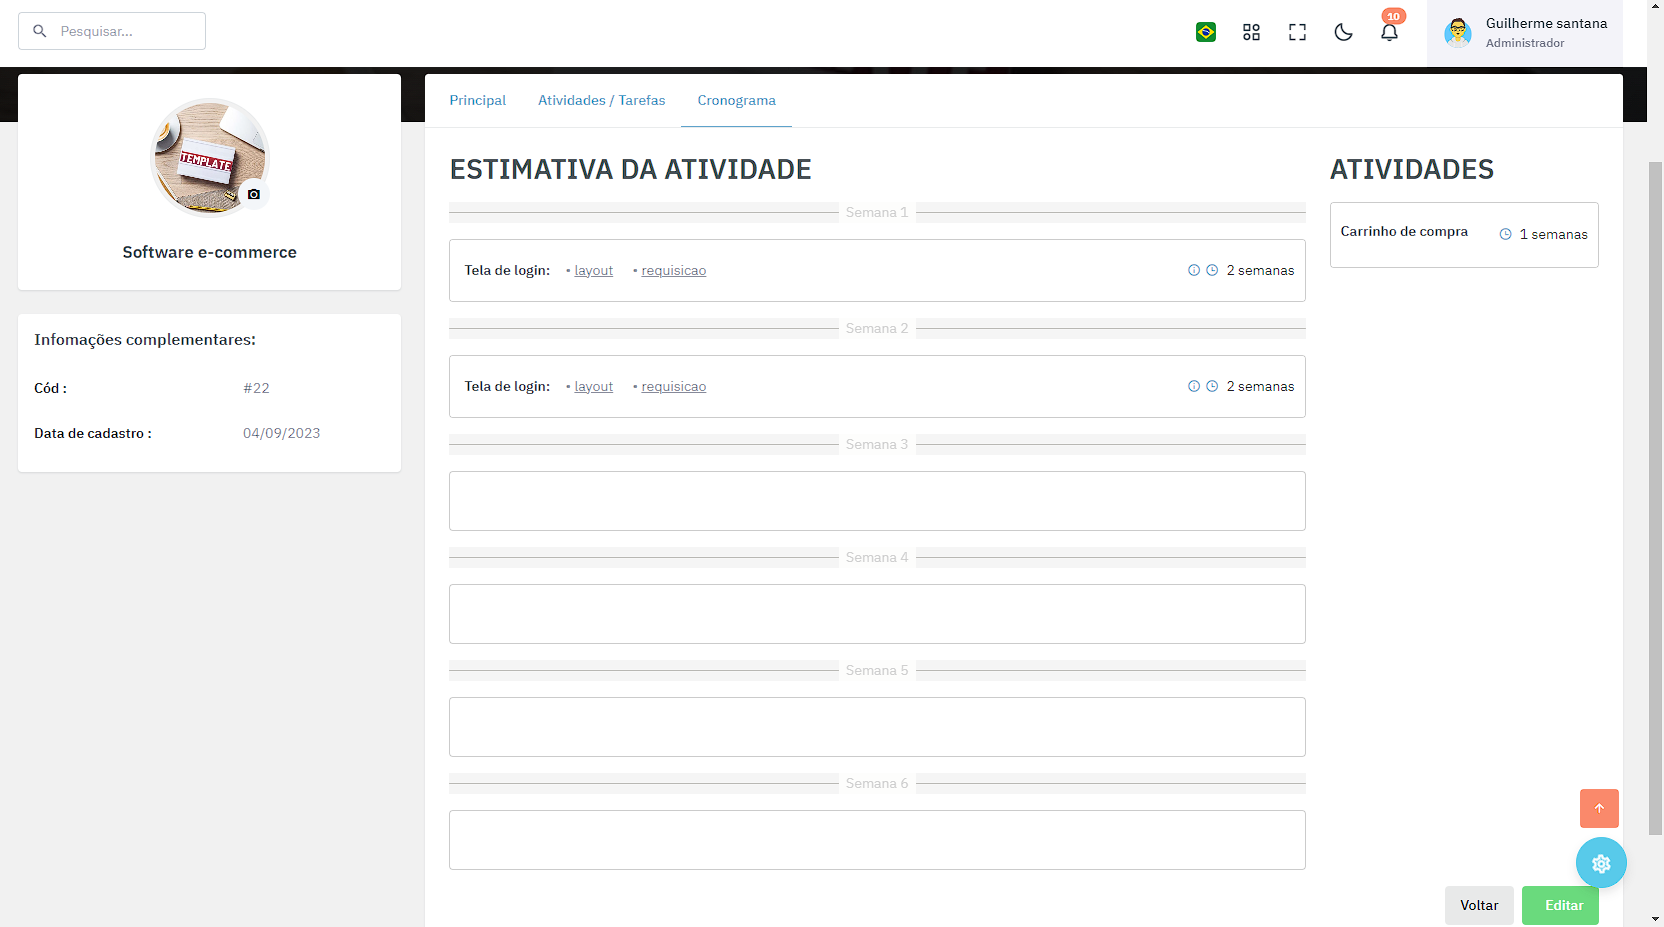 Pesquisar...
10
Guilherme santana
Administrador
TEMPLATE
Software e-commerce
Infomações complementares:
Cód :
#22
Data de cadastro :
04/09/2023
Principal
Atividades / Tarefas
Cronograma
ESTIMATIVA DA ATIVIDADE
Semana 1
Tela de login: • layout • requisicao 2 semanas
Semana 2
Tela de login: • layout • requisicao 2 semanas
Semana 3
Semana 4
Semana 5
Semana 6
ATIVIDADES
Carrinho de compra 1 semanas
Voltar
Editar